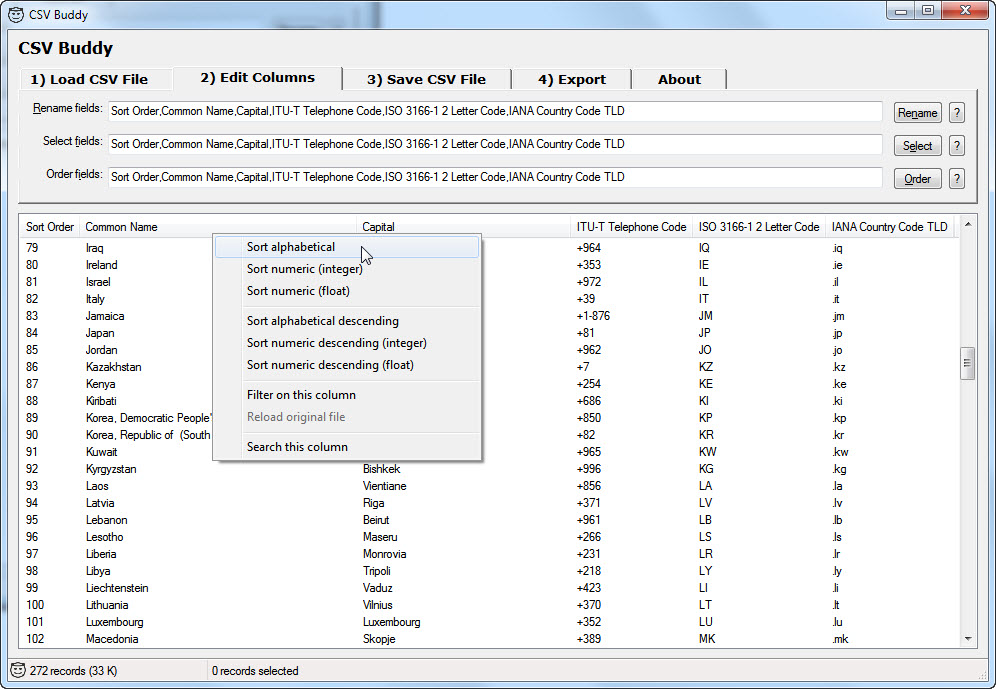 CSV Buddy
CSV Buddy
1) Load CSV File 2) Edit Columns 3) Save CSV File 4) Export About
Rename fields: Sort Order,Common Name,Capital,ITU-T Telephone Code,ISO 3166-1 2 Letter Code,IANA Country Code TLD Rename ?
Select fields: Sort Order,Common Name,Capital,ITU-T Telephone Code,ISO 3166-1 2 Letter Code,IANA Country Code TLD Select ?
Order fields: Sort Order,Common Name,Capital,ITU-T Telephone Code,ISO 3166-1 2 Letter Code,IANA Country Code TLD Order ?
Sort Order Common Name Capital ITU-T Telephone Code ISO 3166-1 2 Letter Code IANA Country Code TLD
79 Iraq +964 IQ .iq
80 Ireland +353 IE .ie
81 Israel +972 IL .il
82 Italy +39 IT .it
83 Jamaica +1-876 JM .jm
84 Japan +81 JP .jp
85 Jordan +962 JO .jo
86 Kazakhstan +7 KZ .kz
87 Kenya +254 KE .ke
88 Kiribati +686 KI .ki
89 Korea, Democratic People' +850 KP .kp
90 Korea, Republic of (South +82 KR .kr
91 Kuwait +965 KW .kw
92 Kyrgyzstan Bishkek +996 KG .kg
93 Laos Vientiane +856 LA .la
94 Latvia Riga +371 LV .lv
95 Lebanon Beirut +961 LB .lb
96 Lesotho Maseru +266 LS .ls
97 Liberia Monrovia +231 LR .lr
98 Libya Tripoli +218 LY .ly
99 Liechtenstein Vaduz +423 LI .li
100 Lithuania Vilnius +370 LT .lt
101 Luxembourg Luxembourg +352 LU .lu
102 Macedonia Skopje +389 MK .mk
Sort alphabetical
Sort numeric (integer)
Sort numeric (float)
Sort alphabetical descending
Sort numeric descending (integer)
Sort numeric descending (float)
Filter on this column
Reload original file
Search this column
272 records (33 K) 0 records selected